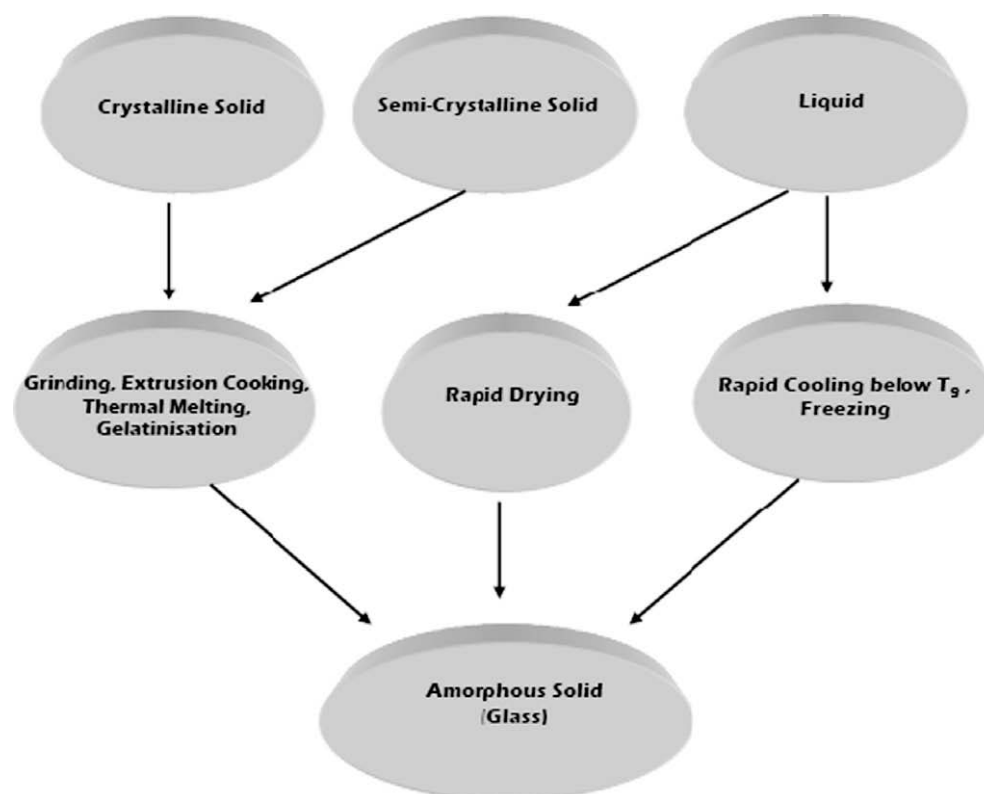 Crystalline Solid
Semi-Crystalline Solid
Liquid
Grinding, Extrusion Cooking,
Thermal Melting,
Gelatinisation
Rapid Drying
Rapid Cooling below Tg ,
Freezing
Amorphous Solid
(Glass)